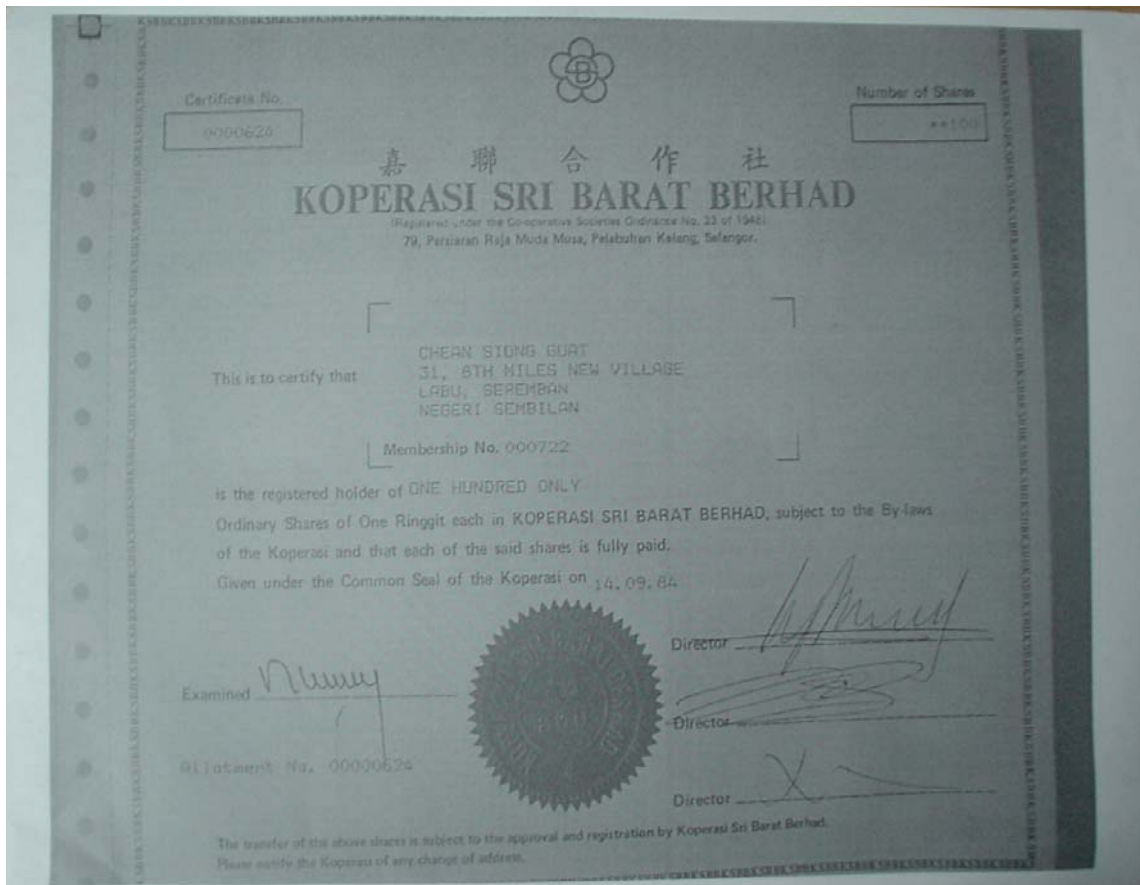 Certificate No.
0000624
Number of Shares
**100
嘉聯合作社
KOPERASI SRI BARAT BERHAD
(Registered under the Co-operative Societies Ordinance No. 33 of 1948)
79, Persiaran Raja Muda Musa, Pelabuhan Kelang, Selangor.
This is to certify that
CHEAN SIONG GUAT
31, 8TH MILES NEW VILLAGE
LABU, SEREMBAN
NEGERI SEMBILAN
Membership No. 000722
is the registered holder of ONE HUNDRED ONLY
Ordinary Shares of One Ringgit each in KOPERASI SRI BARAT BERHAD, subject to the By-laws
of the Koperasi and that each of the said shares is fully paid.
Given under the Common Seal of the Koperasi on 14.09.84
Director
Examined
Director
Allotment No. 00000624
Director
The transfer of the above shares is subject to the approval and registration by Koperasi Sri Barat Berhad.
Please notify the Koperasi of any change of address.